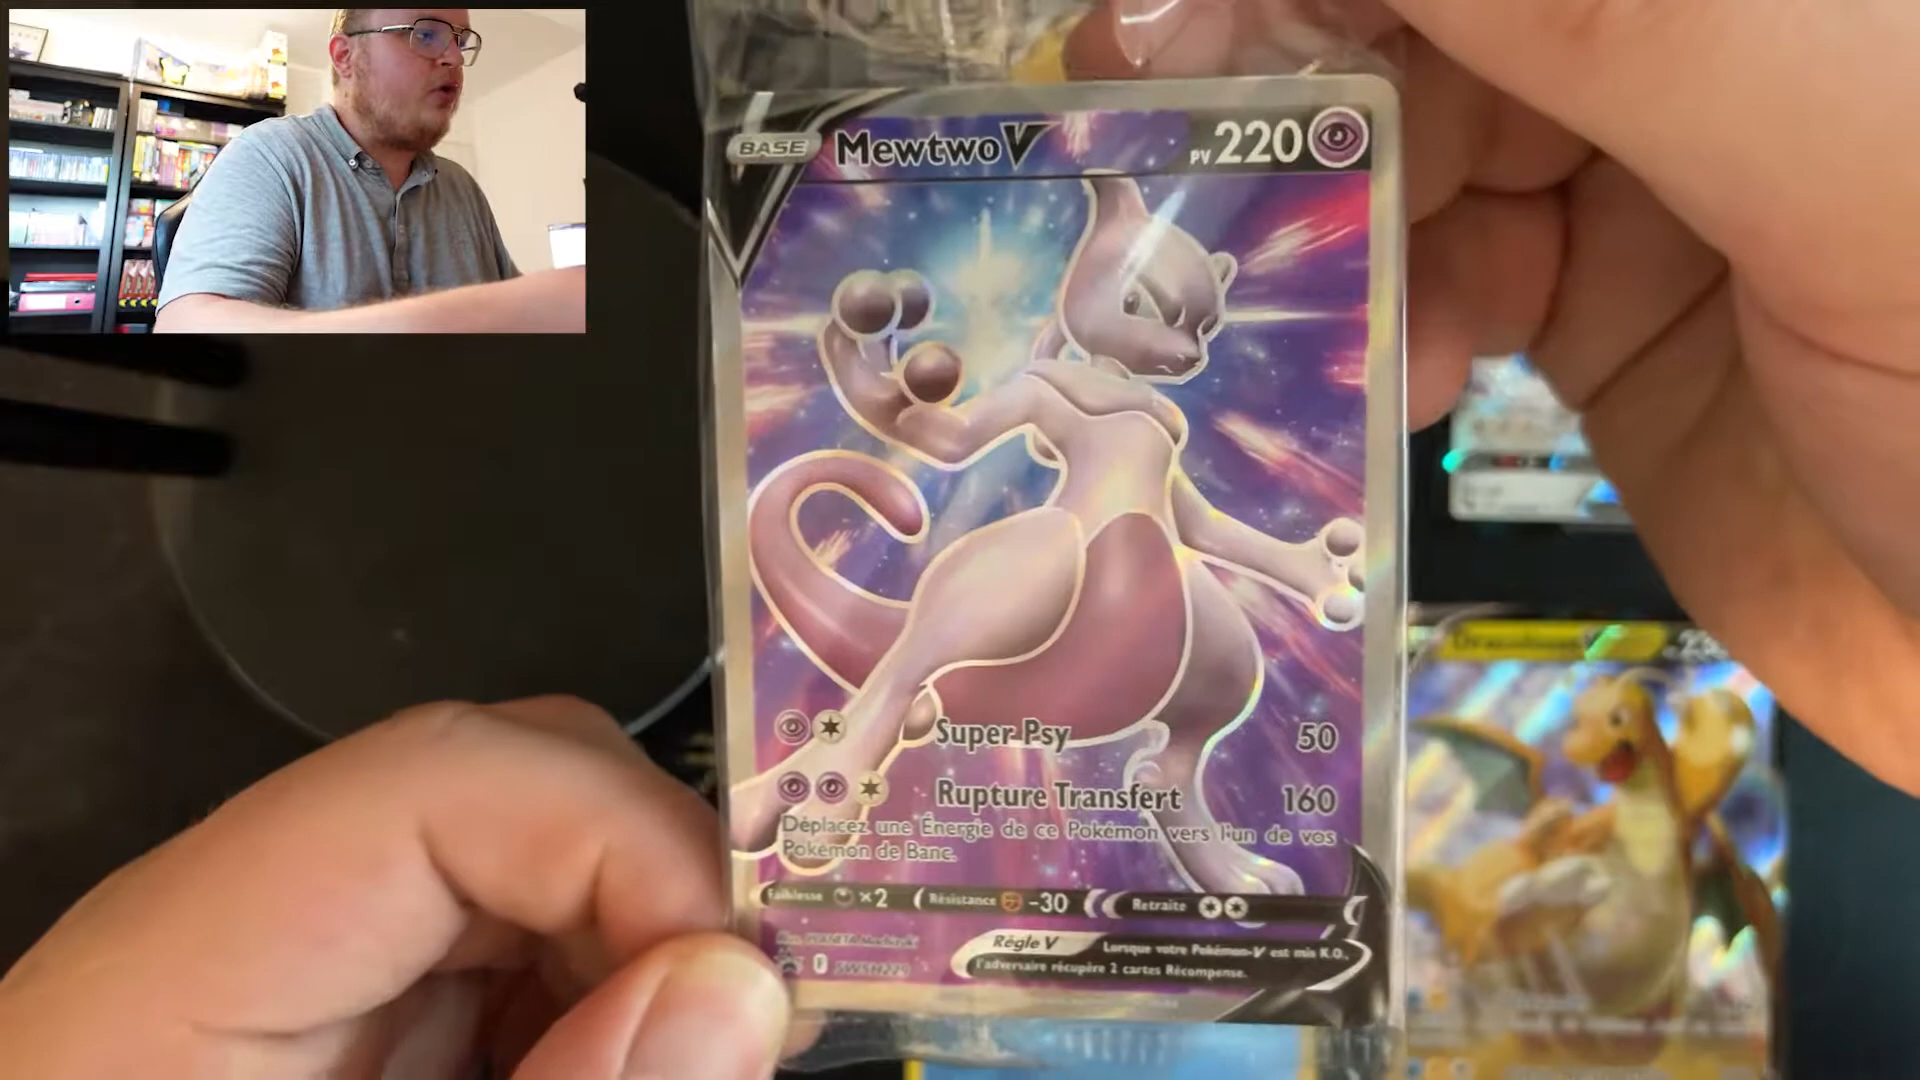 BASE MewtwoV PV 220
Super Psy 50
Rupture Transfert 160
Déplacez une Énergie de ce Pokémon vers l'un de vos
Pokémon de Banc.
Faiblesse ×2 Résistance -30 Retraite
Règle V Lorsque votre Pokémon-V est mis K.O.,
l'adversaire récupère 2 cartes Récompense.
SWSH229